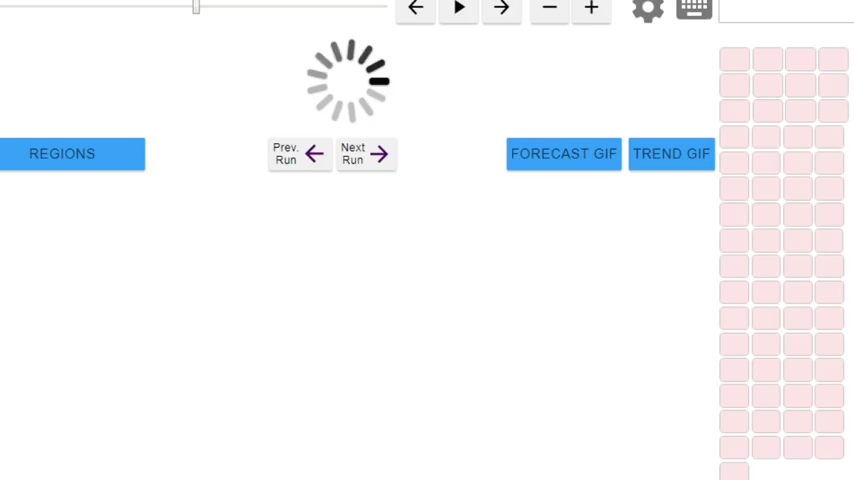 REGIONS
Prev.
Run
Next
Run
FORECAST GIF
TREND GIF